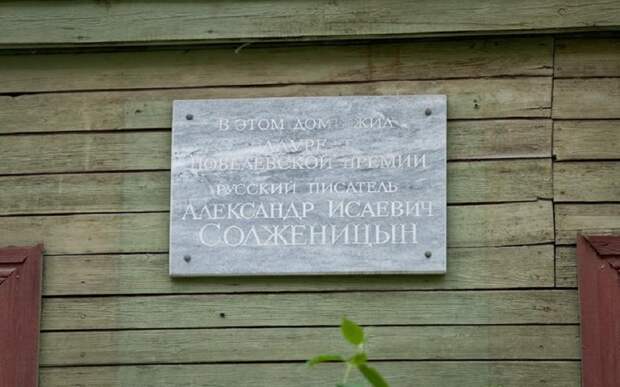 В ЭТОМ ДОМЕ ЖИЛ
ЛАУРЕАТ
НОБЕЛЕВСКОЙ ПРЕМИИ
РУССКИЙ ПИСАТЕЛЬ
АЛЕКСАНДР ИСАЕВИЧ
СОЛЖЕНИЦЫН